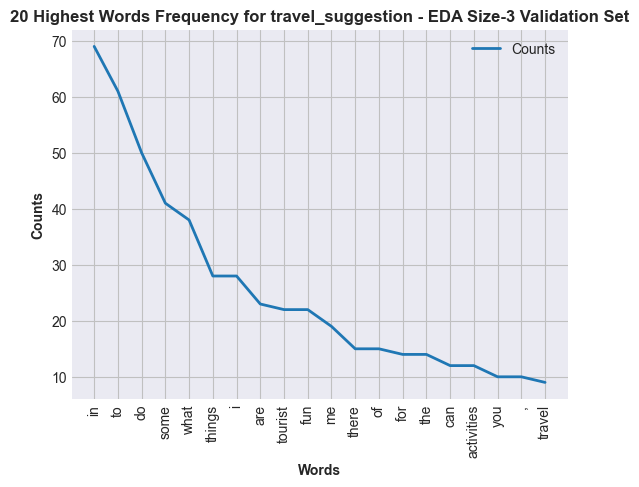 20 Highest Words Frequency for travel_suggestion - EDA Size-3 Validation Set
Counts
70
60
50
40
30
20
10
Counts
in
to
do
some
what
things
i
are
tourist
fun
me
there
of
for
the
can
activities
you
,
travel
Words